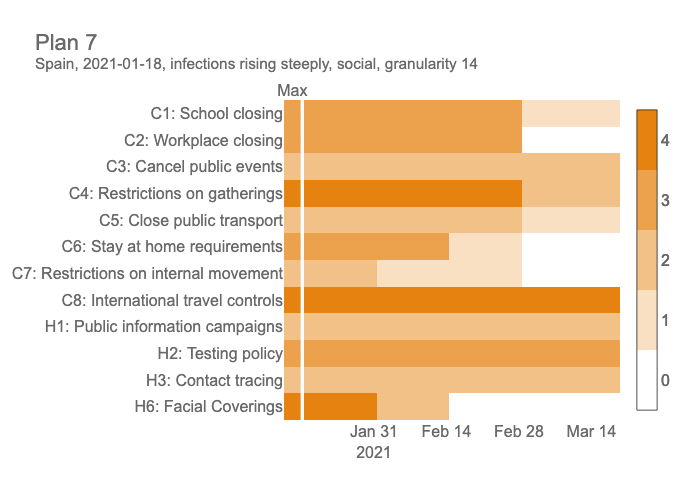 Plan 7
Spain, 2021-01-18, infections rising steeply, social, granularity 14
Max
C1: School closing
C2: Workplace closing
C3: Cancel public events
C4: Restrictions on gatherings
C5: Close public transport
C6: Stay at home requirements
C7: Restrictions on internal movement
C8: International travel controls
H1: Public information campaigns
H2: Testing policy
H3: Contact tracing
H6: Facial Coverings
Jan 31 Feb 14 Feb 28 Mar 14
2021
4
3
2
1
0